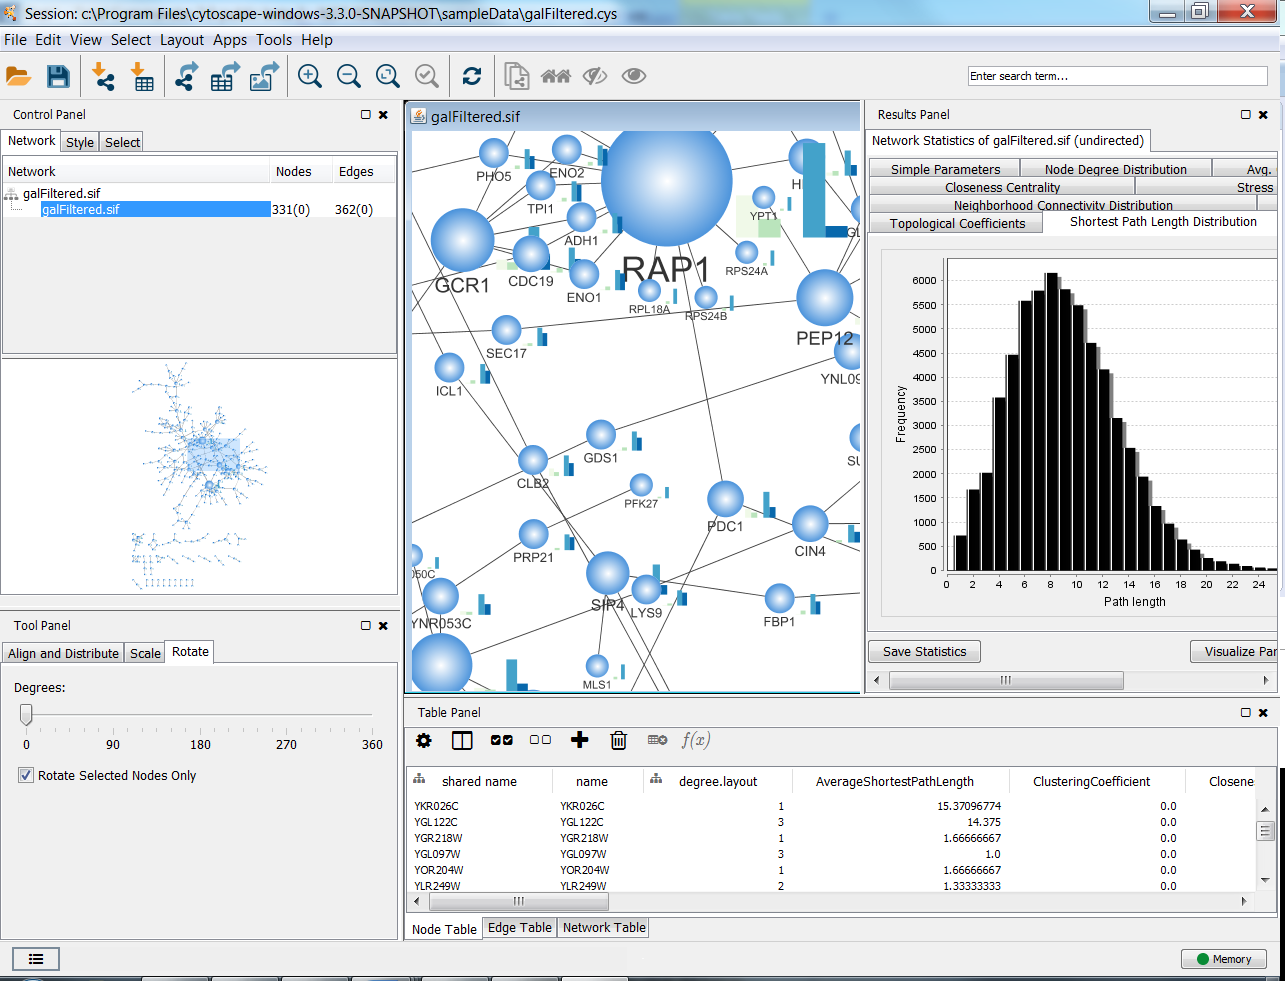 Session: c:\Program Files\cytoscape-windows-3.3.0-SNAPSHOT\sampleData\galFiltered.cys
File Edit View Select Layout Apps Tools Help
Enter search term...
Control Panel
Network Style Select
Network Nodes Edges
galFiltered.sif
galFiltered.sif 331(0) 362(0)
Tool Panel
Align and Distribute Scale Rotate
Degrees:
0 90 180 270 360
Rotate Selected Nodes Only
galFiltered.sif
PHO5
ENO2
TPI1
YPT1
ADH1
GCR1
CDC19
RAP1
RPS24A
ENO1
RPL18A
RPS24B
PEP12
SEC17
YNL09
ICL1
GDS1
CLB2
PFK27
PDC1
PRP21
CIN4
SIP4
LYS9
FBP1
YNR053C
MLS1
Results Panel
Network Statistics of galFiltered.sif (undirected)
Simple Parameters Node Degree Distribution Avg.
Closeness Centrality Stress
Neighborhood Connectivity Distribution
Topological Coefficients Shortest Path Length Distribution
Frequency
6000
5500
5000
4500
4000
3500
3000
2500
2000
1500
1000
500
0
0 2 4 6 8 10 12 14 16 18 20 22 24
Path length
Save Statistics Visualize Par
Table Panel
f(x)
shared name name degree.layout AverageShortestPathLength ClusteringCoefficient Closene
YKR026C YKR026C 1 15.37096774 0.0
YGL122C YGL122C 3 14.375 0.0
YGR218W YGR218W 1 1.66666667 0.0
YGL097W YGL097W 3 1.0 0.0
YOR204W YOR204W 1 1.66666667 0.0
YLR249W YLR249W 2 1.33333333 0.0
Node Table Edge Table Network Table
Memory